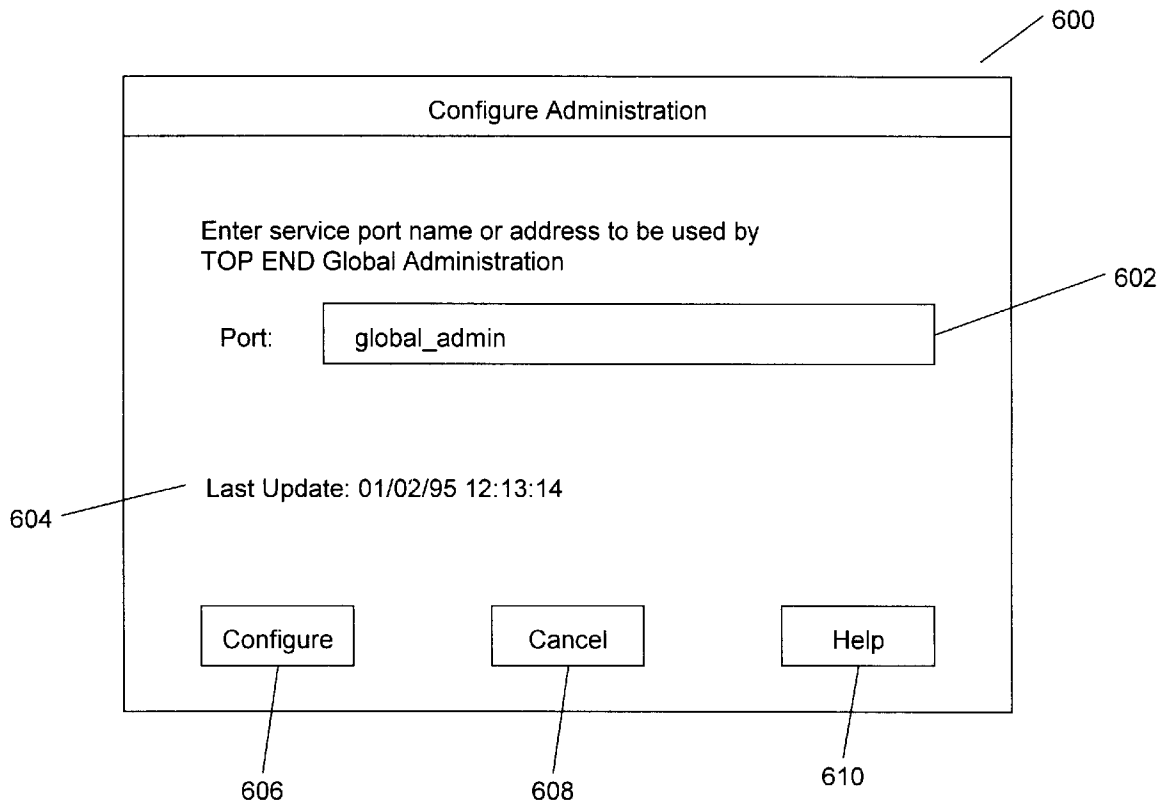 600
Configure Administration
Enter service port name or address to be used by
TOP END Global Administration
602
Port: global_admin
Last Update: 01/02/95 12:13:14
604
Configure Cancel Help
606 608 610